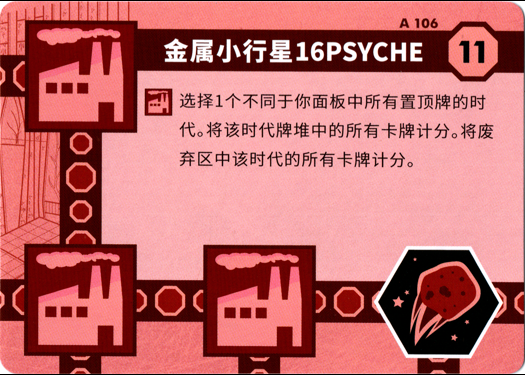 A 106
金属小行星16PSYCHE
11
选择1个不同于你面板中所有置顶牌的时
代。将该时代牌堆中的所有卡牌计分。将废
弃区中该时代的所有卡牌计分。